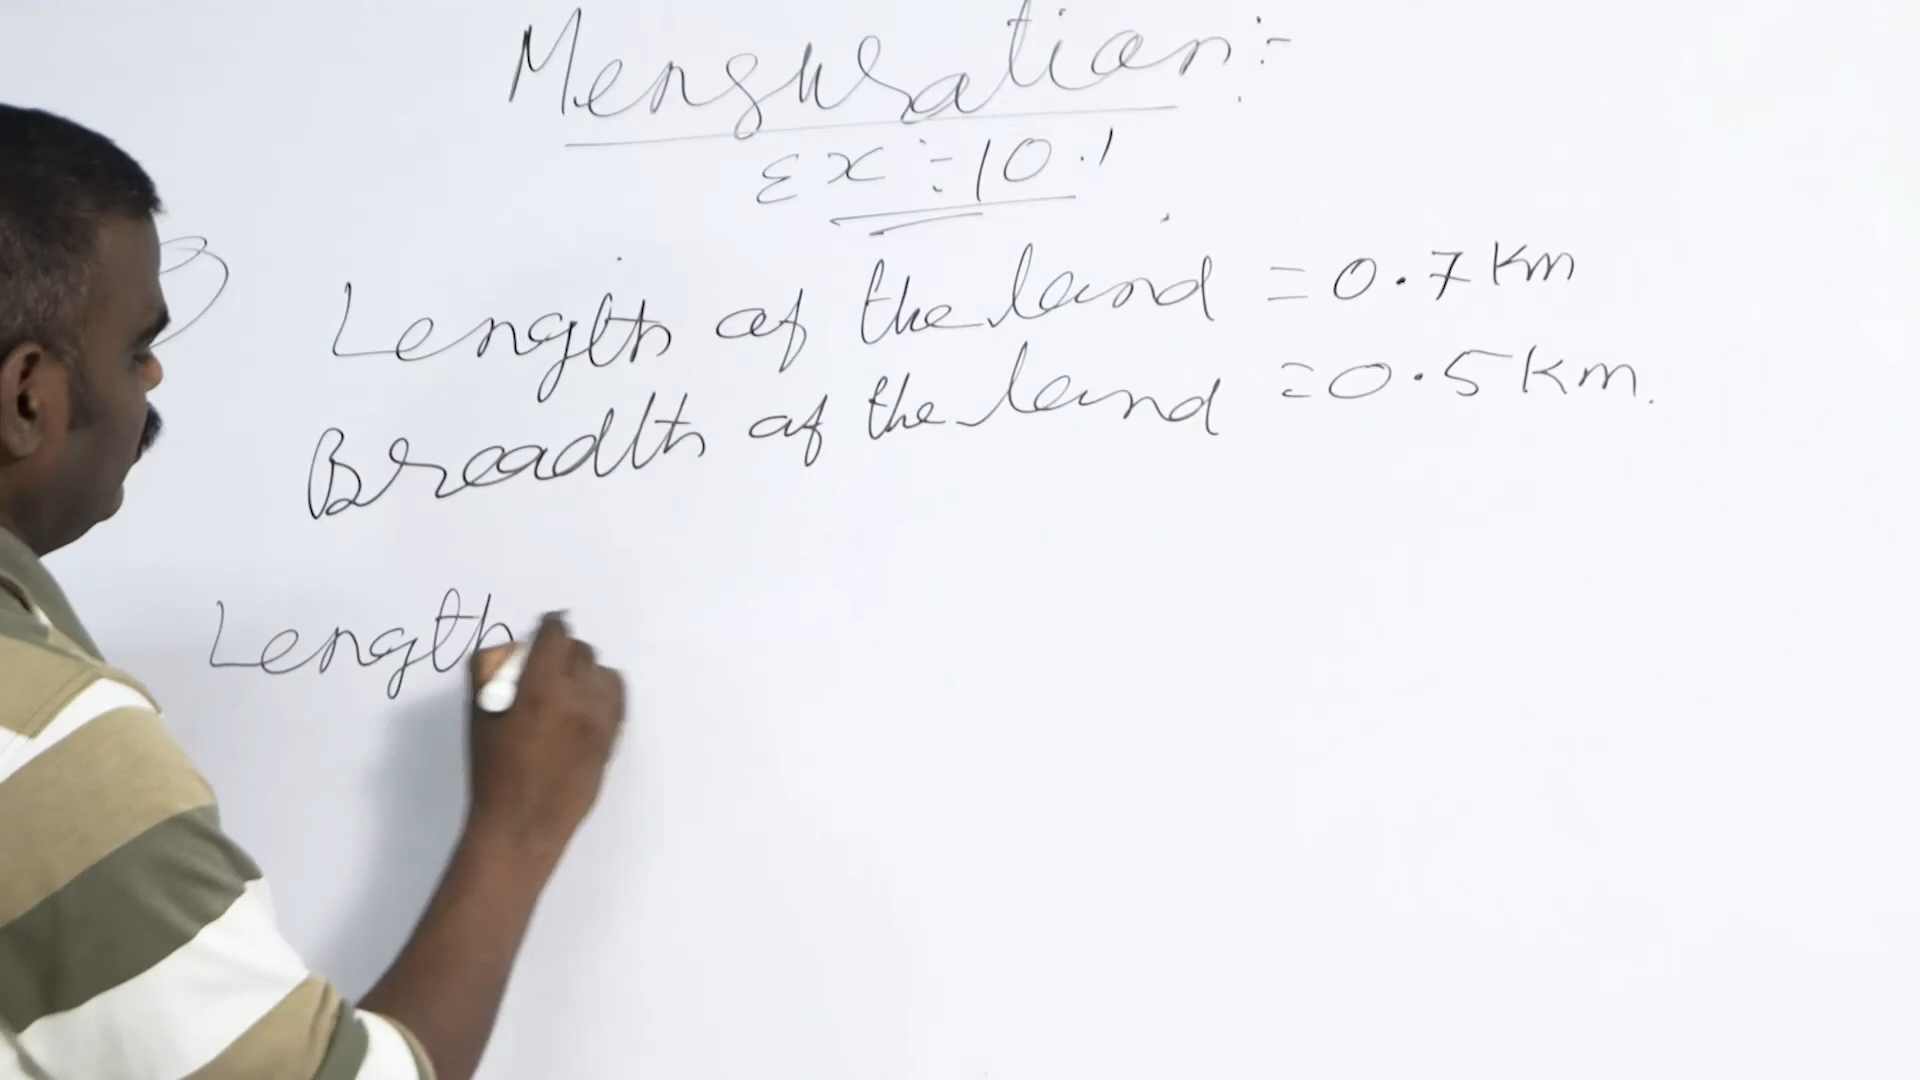 Mensuration:-
Ex:-10.1
Length of the land = 0.7 Km
Breadth of the land = 0.5 Km.
Length